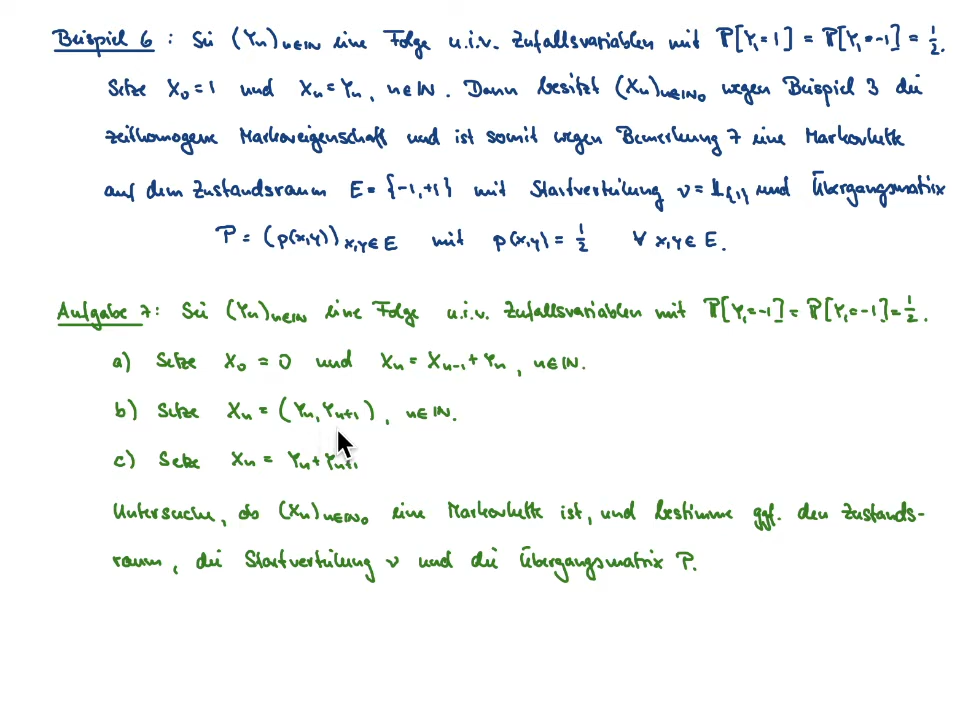 Beispiel 6 : Sei (Yₙ)ₙ∈ℕ eine Folge u.i.v. Zufallsvariablen mit P[Y₁=1] = P[Y₁=-1] = ½.
Setze X₀=1 und Xₙ=Yₙ, n∈ℕ. Dann besitzt (Xₙ)ₙ∈ℕ₀ wegen Beispiel 3 die
zeithomogene Markoveigenschaft und ist somit wegen Bemerkung 7 eine Markovkette
auf dem Zustandsraum E={-1,+1} mit Startverteilung ν=𝟙{1} und Übergangsmatrix
P = (p(x,y))x,y∈E mit p(x,y)=½ ∀ x,y∈E.
Aufgabe 7: Sei (Yₙ)ₙ∈ℕ eine Folge u.i.v. Zufallsvariablen mit P[Y₁=-1]=P[Y₁=-1]=½.
a) Setze X₀=0 und Xₙ=Xₙ₋₁+Yₙ, n∈ℕ.
b) Setze Xₙ=(Yₙ,Yₙ₊₁), n∈ℕ.
c) Setze Xₙ=Yₙ+Yₙ₊₁
Untersuche, ob (Xₙ)ₙ∈ℕ₀ eine Markovkette ist, und bestimme ggf. den Zustands-
raum, die Startverteilung ν und die Übergangsmatrix P.